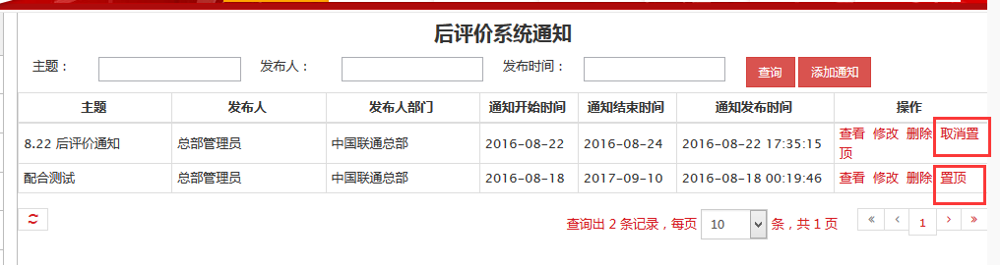 后评价系统通知
主题： 发布人： 发布时间： 查询 添加通知
主题 发布人 发布人部门 通知开始时间 通知结束时间 通知发布时间 操作
8.22 后评价通知 总部管理员 中国联通总部 2016-08-22 2016-08-24 2016-08-22 17:35:15 查看 修改 删除 取消置
顶
配合测试 总部管理员 中国联通总部 2016-08-18 2017-09-10 2016-08-18 00:19:46 查看 修改 删除 置顶
查询出 2 条记录，每页 10 条，共 1 页 « ‹ 1 › »